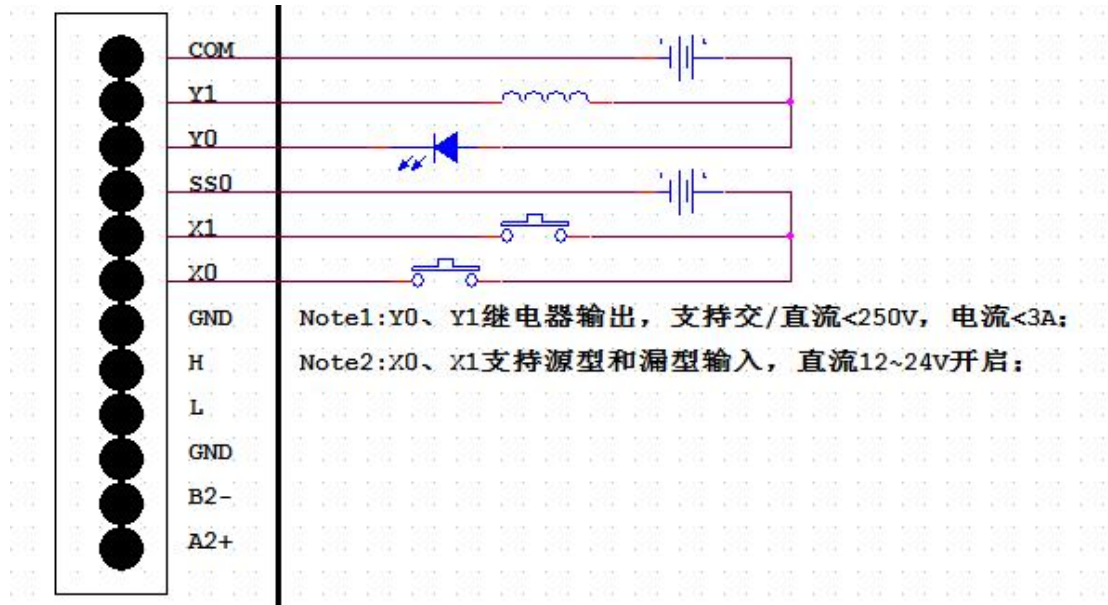 COM
Y1
Y0
SS0
X1
X0
GND
Note1:Y0、Y1继电器输出，支持交/直流<250V，电流<3A;
H
Note2:X0、X1支持源型和漏型输入，直流12~24V开启;
L
GND
B2-
A2+